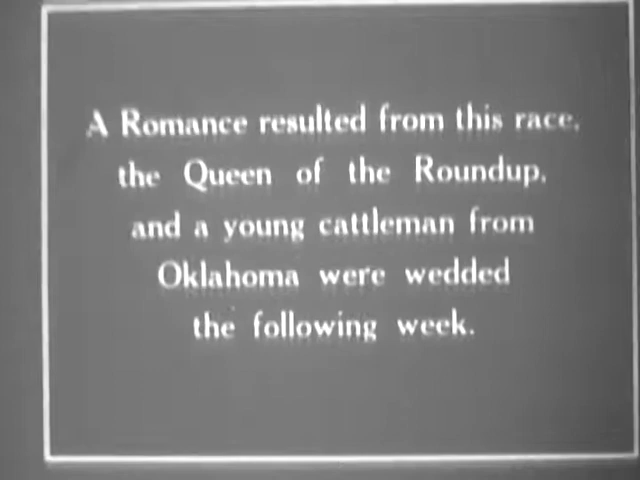 A Romance resulted from this race,
the Queen of the Roundup,
and a young cattleman from
Oklahoma were wedded
the following week.